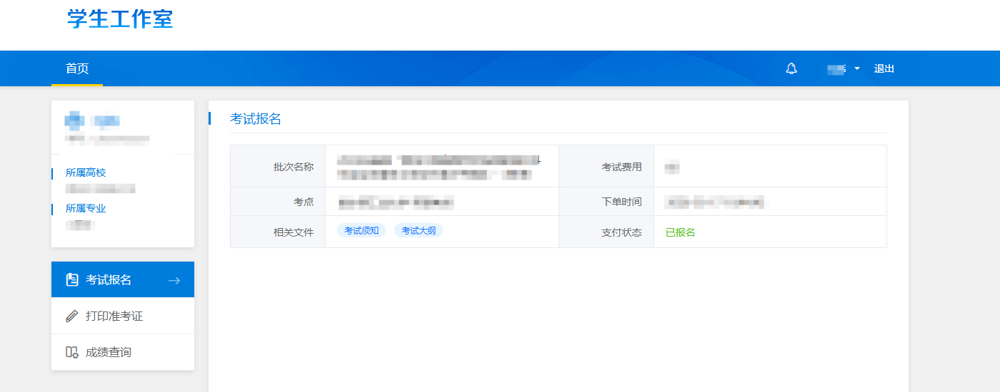 学生工作室
首页
退出
所属高校
所属专业
考试报名
打印准考证
成绩查询
考试报名
批次名称
考试费用
考点
下单时间
相关文件 考试须知 考试大纲
支付状态 已报名